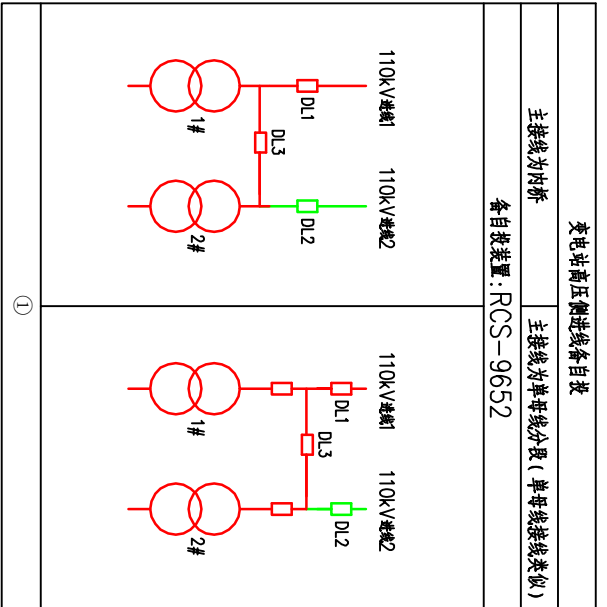 变电站高压侧进线备自投
主接线为内桥
主接线为单母线分段(单母线接线类似)
备自投装置:RCS-9652
110kV进线1
110kV进线2
DL1
DL2
DL3
1#
2#
110kV进线1
110kV进线2
DL1
DL2
DL3
1#
2#
①